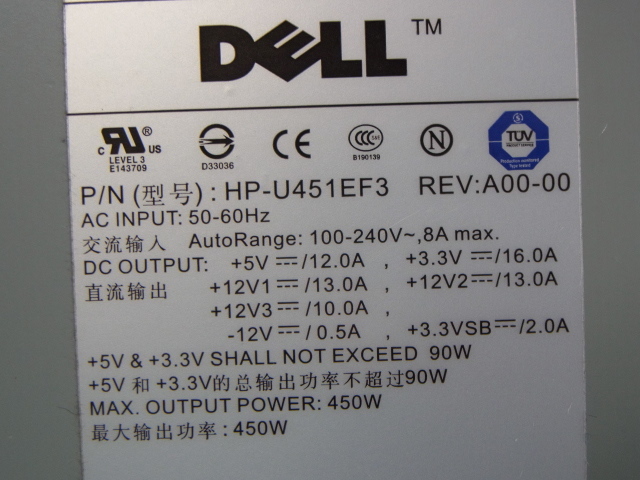 DELL™
c RU® US
LEVEL 3
E143709
D33036
CE
CCC
B190139
N
TÜV
P/N (型号) : HP-U451EF3 REV:A00-00
AC INPUT: 50-60Hz
交流输入 AutoRange: 100-240V~,8A max.
DC OUTPUT: +5V ⎓/12.0A , +3.3V ⎓/16.0A
直流输出 +12V1 ⎓/13.0A , +12V2⎓/13.0A
+12V3⎓/10.0A
-12V ⎓/0.5A , +3.3VSB⎓/2.0A
+5V & +3.3V SHALL NOT EXCEED 90W
+5V 和 +3.3V的总输出功率不超过90W
MAX. OUTPUT POWER: 450W
最大输出功率: 450W